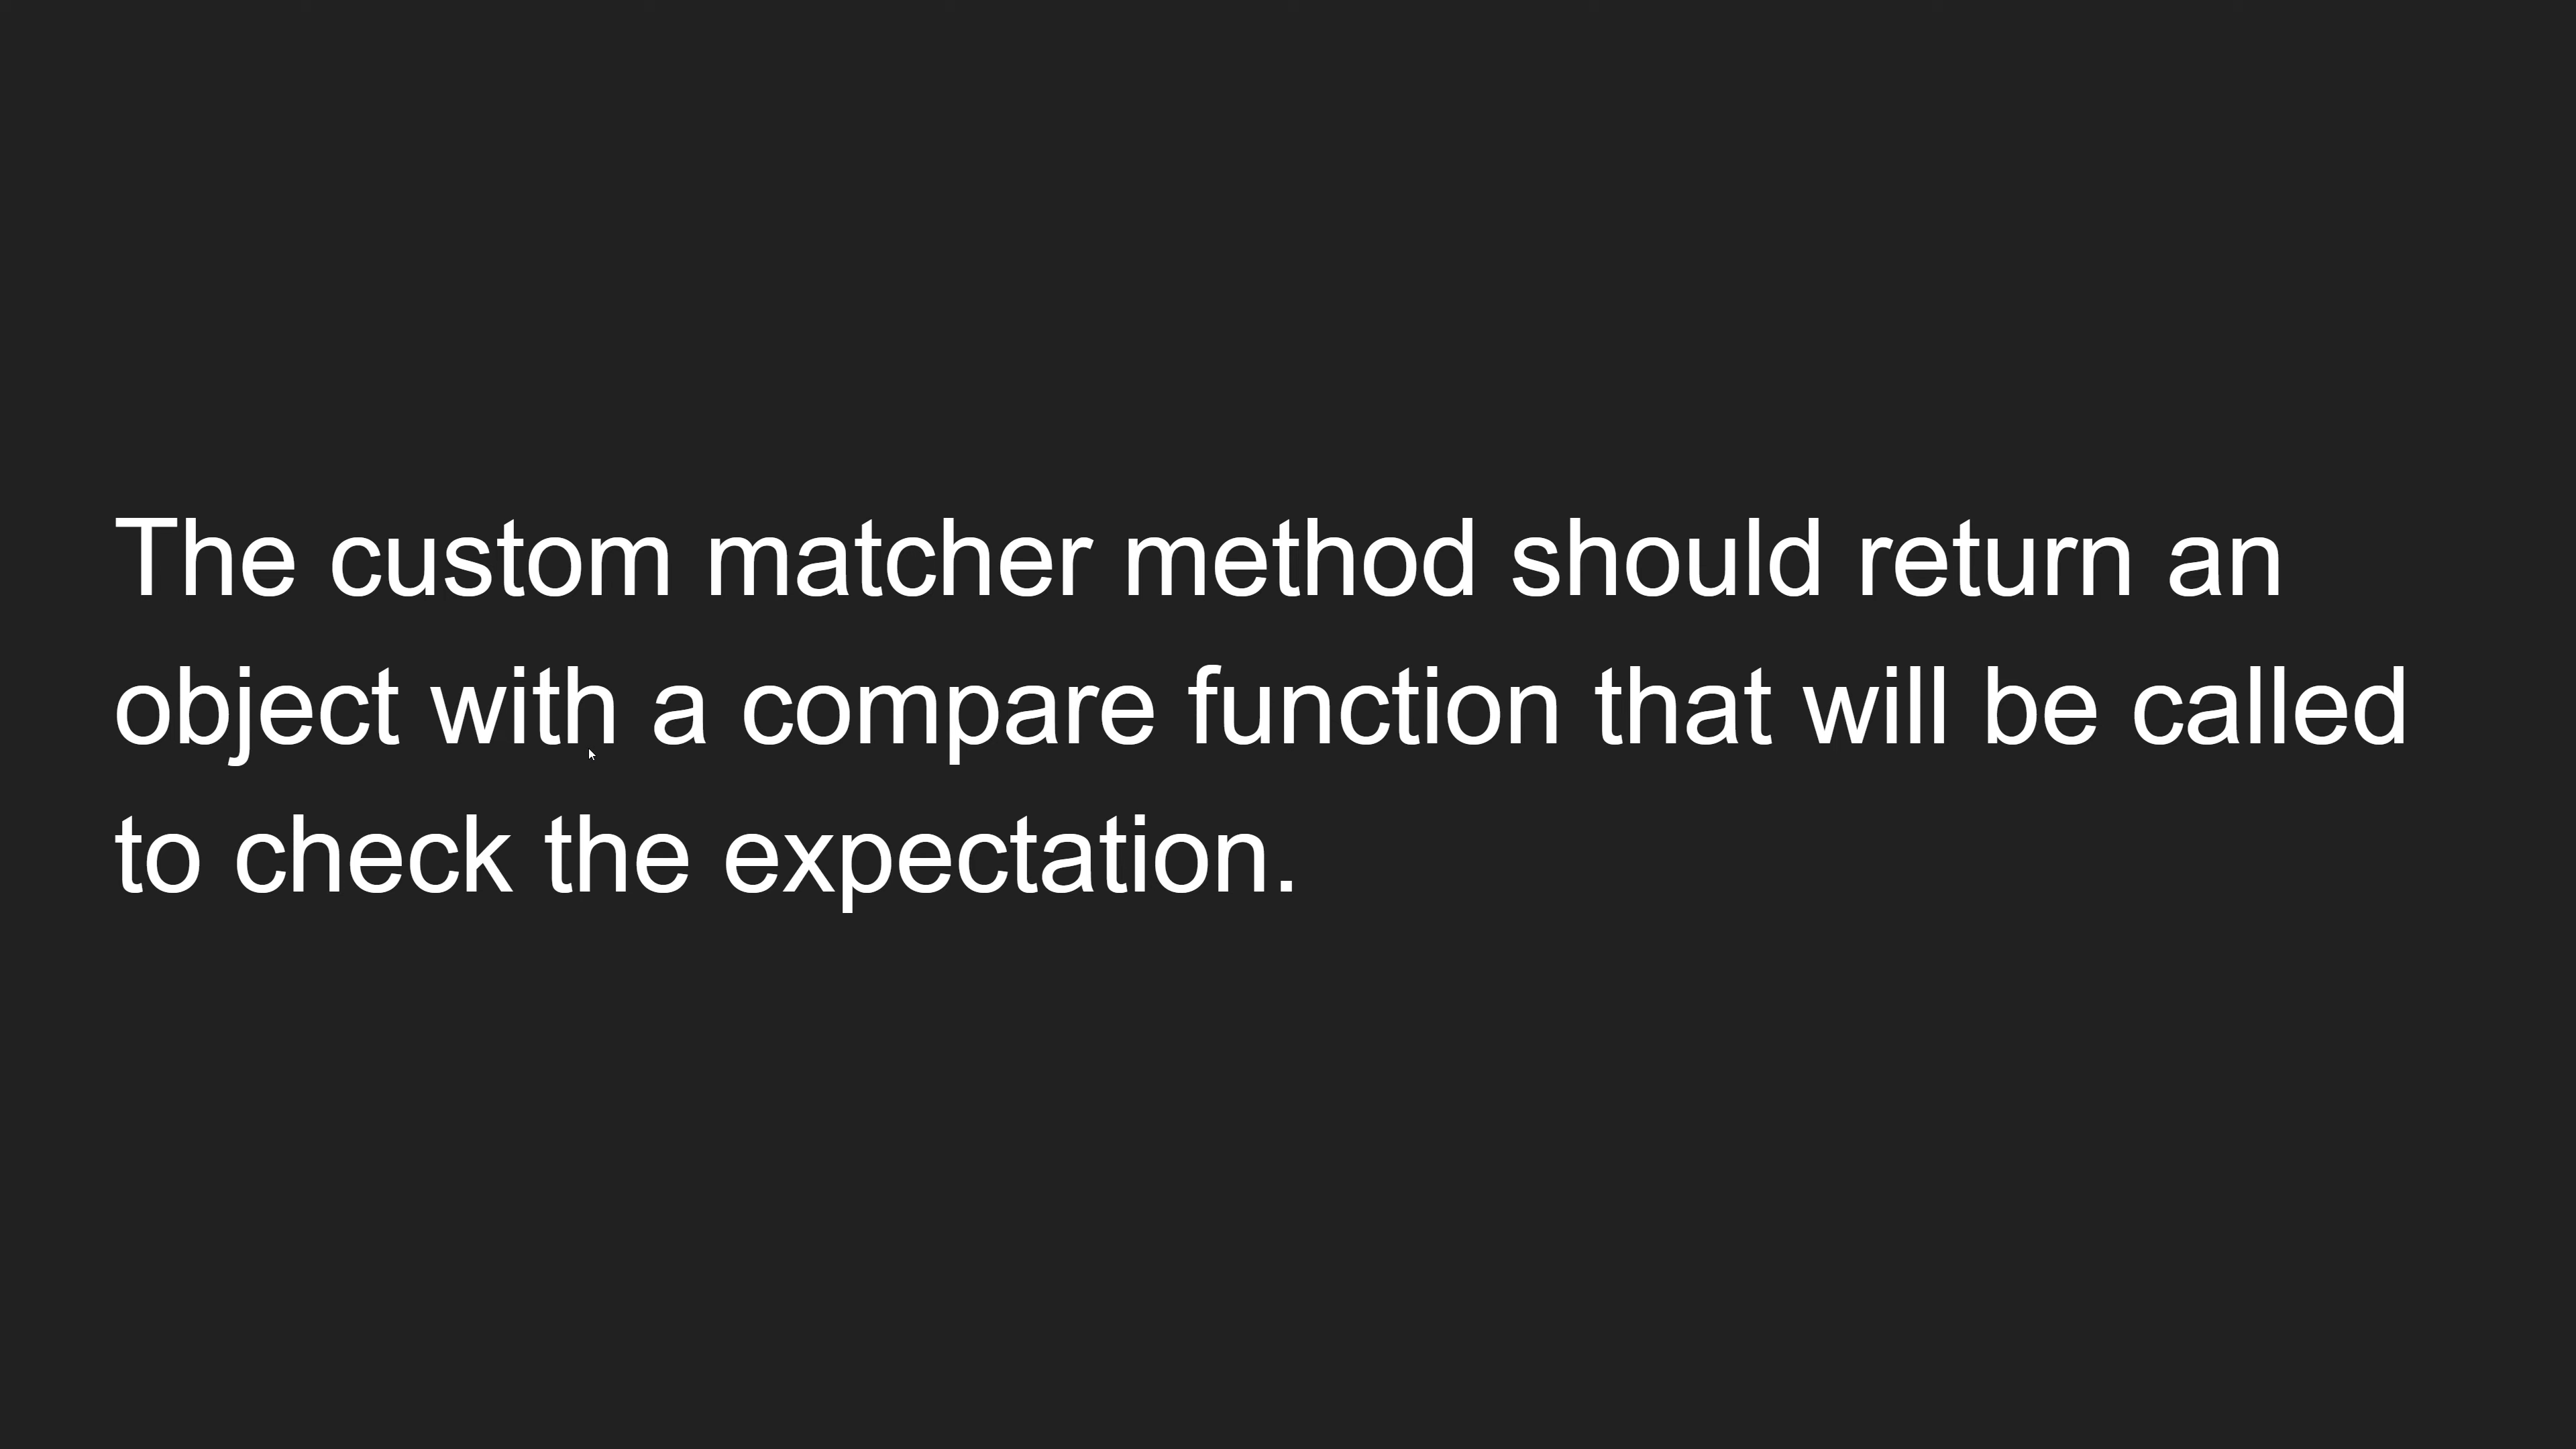 The custom matcher method should return an
object with a compare function that will be called
to check the expectation.